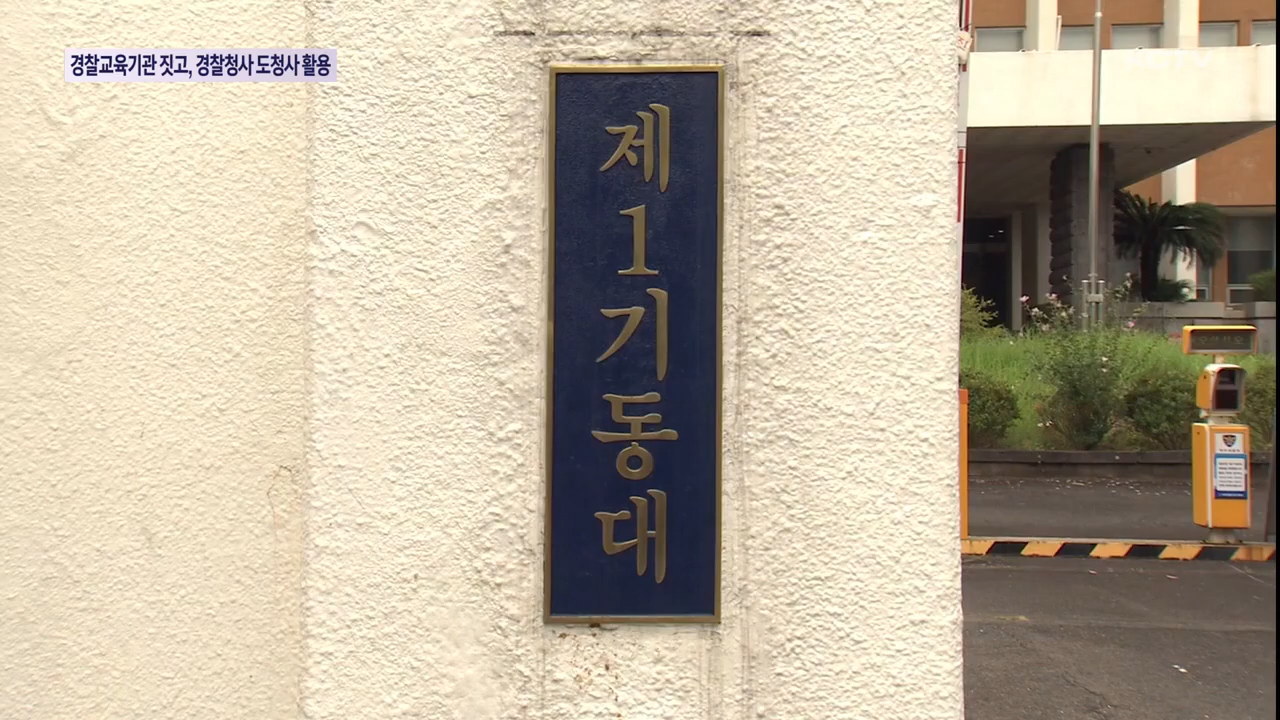 경찰교육기관 짓고, 경찰청사 도청사 활용
제1기동대